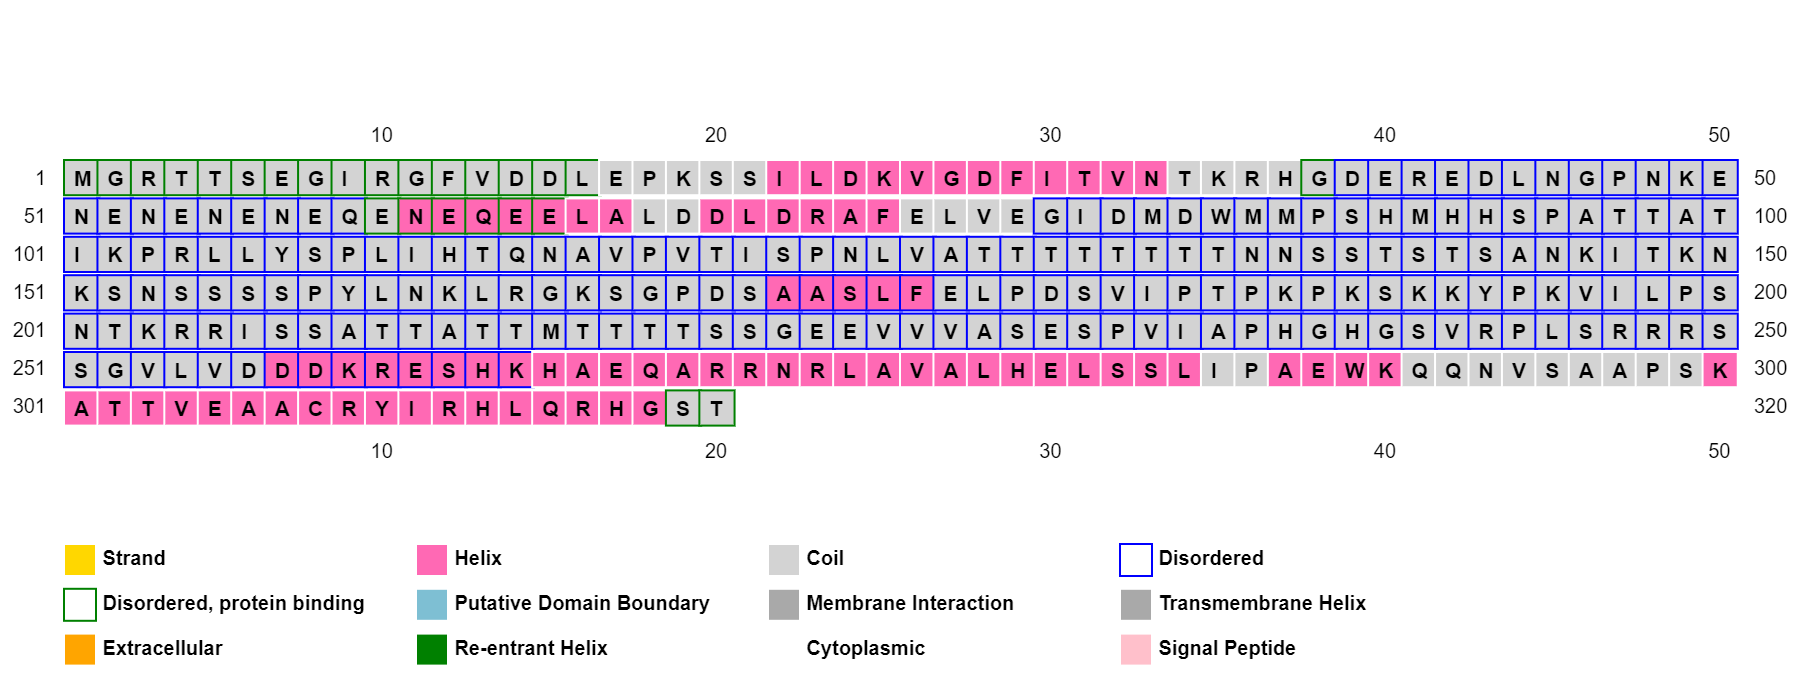 10 20 30 40 50
1 M G R T T S E G I R G F V D D L E P K S S I L D K V G D F I T V N T K R H G D E R E D L N G P N K E 50
51 N E N E N E N E Q E N E Q E E L A L D D L D R A F E L V E G I D M D W M M P S H M H H S P A T T A T 100
101 I K P R L L Y S P L I H T Q N A V P V T I S P N L V A T T T T T T T T N N S S T S T S A N K I T K N 150
151 K S N S S S S P Y L N K L R G K S G P D S A A S L F E L P D S V I P T P K P K S K K Y P K V I L P S 200
201 N T K R R I S S A T T A T T M T T T T S S G E E V V V A S E S P V I A P H G H G S V R P L S R R R S 250
251 S G V L V D D D K R E S H K H A E Q A R R N R L A V A L H E L S S L I P A E W K Q Q N V S A A P S K 300
301 A T T V E A A C R Y I R H L Q R H G S T 320
10 20 30 40 50
Strand Helix Coil Disordered
Disordered, protein binding Putative Domain Boundary Membrane Interaction Transmembrane Helix
Extracellular Re-entrant Helix Cytoplasmic Signal Peptide